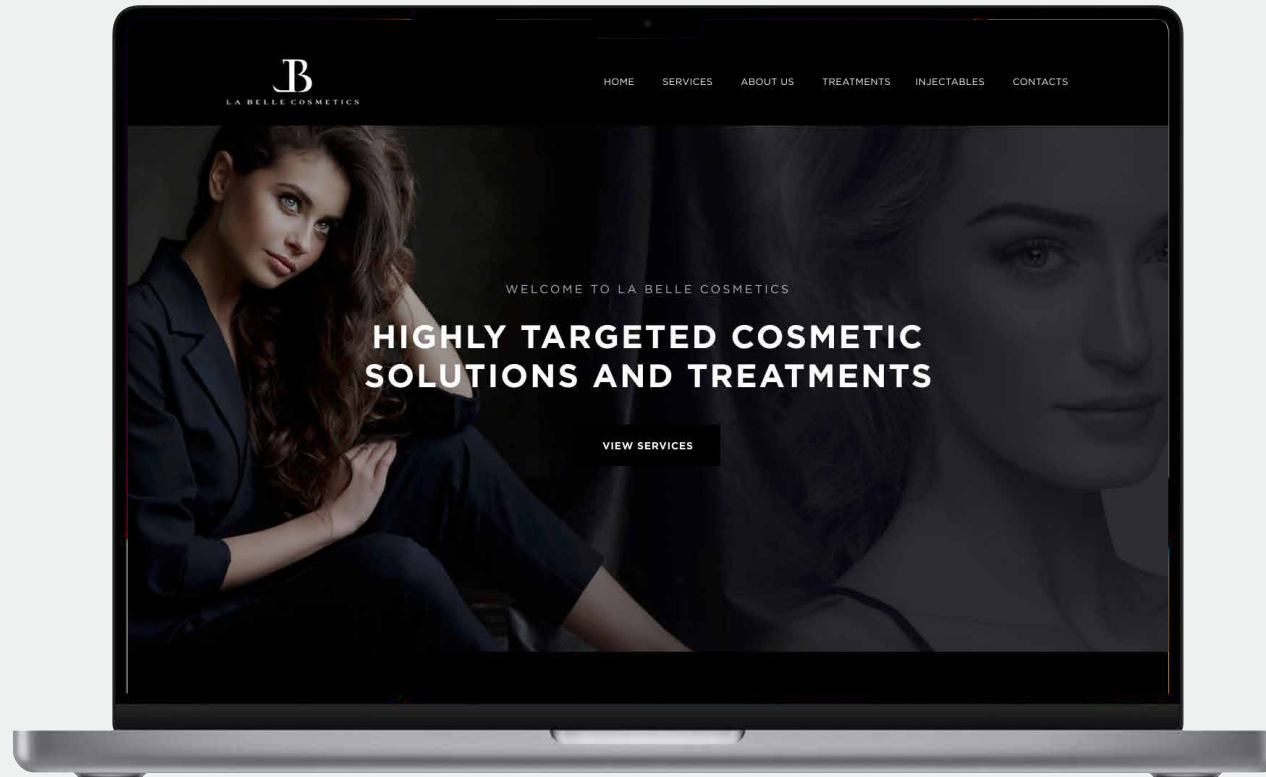 LA BELLE COSMETICS
HOME SERVICES ABOUT US TREATMENTS INJECTABLES CONTACTS
WELCOME TO LA BELLE COSMETICS
HIGHLY TARGETED COSMETIC
SOLUTIONS AND TREATMENTS
VIEW SERVICES